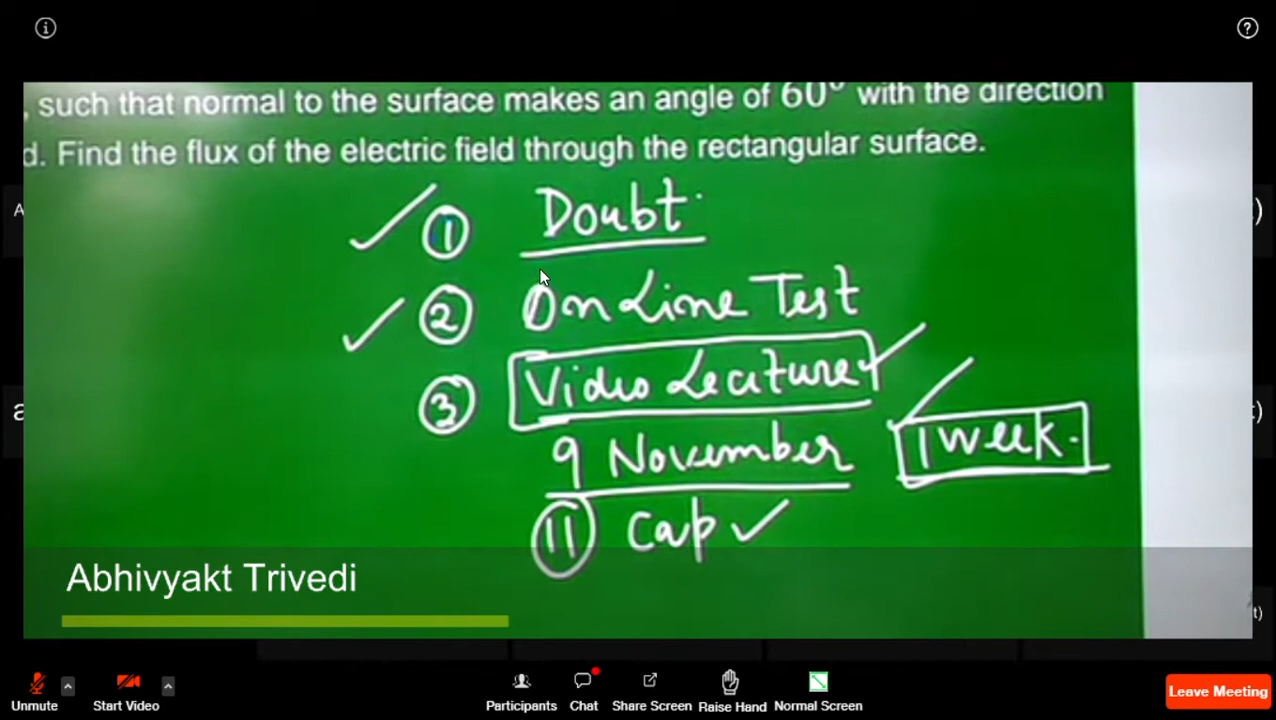 , such that normal to the surface makes an angle of 60° with the direction
d. Find the flux of the electric field through the rectangular surface.
① Doubt.
② OnLine Test
③ Video Lecture
9 November 1 week.
⑪ Cap
Abhivyakt Trivedi
Unmute Start Video Participants Chat Share Screen Raise Hand Normal Screen Leave Meeting